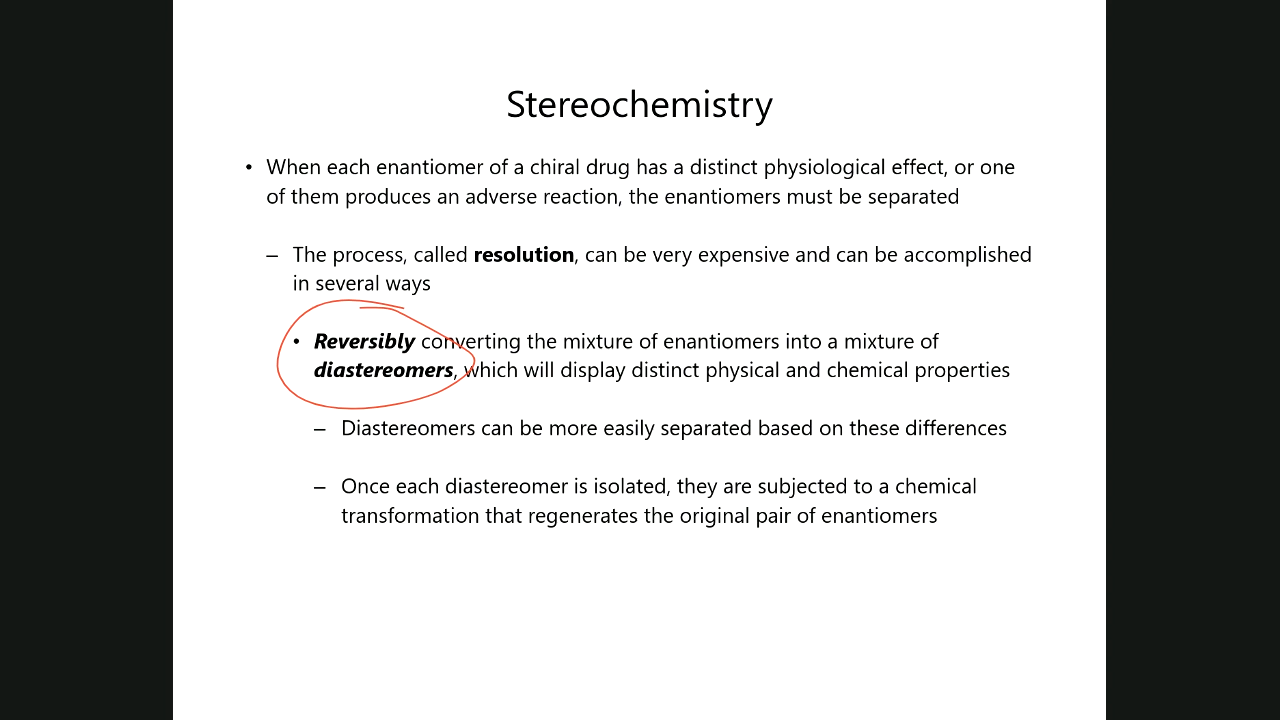 Stereochemistry
• When each enantiomer of a chiral drug has a distinct physiological effect, or one
of them produces an adverse reaction, the enantiomers must be separated
– The process, called resolution, can be very expensive and can be accomplished
in several ways
• Reversibly converting the mixture of enantiomers into a mixture of
diastereomers, which will display distinct physical and chemical properties
– Diastereomers can be more easily separated based on these differences
– Once each diastereomer is isolated, they are subjected to a chemical
transformation that regenerates the original pair of enantiomers